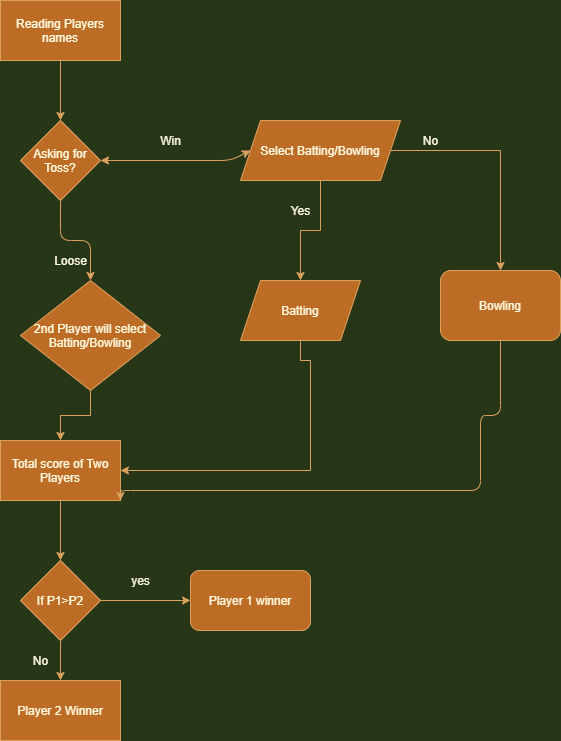 Reading Players
names
Asking for
Toss?
Win
Select Batting/Bowling
No
Yes
Loose
2nd Player will select
Batting/Bowling
Batting
Bowling
Total score of Two
Players
If P1>P2
yes
Player 1 winner
No
Player 2 Winner